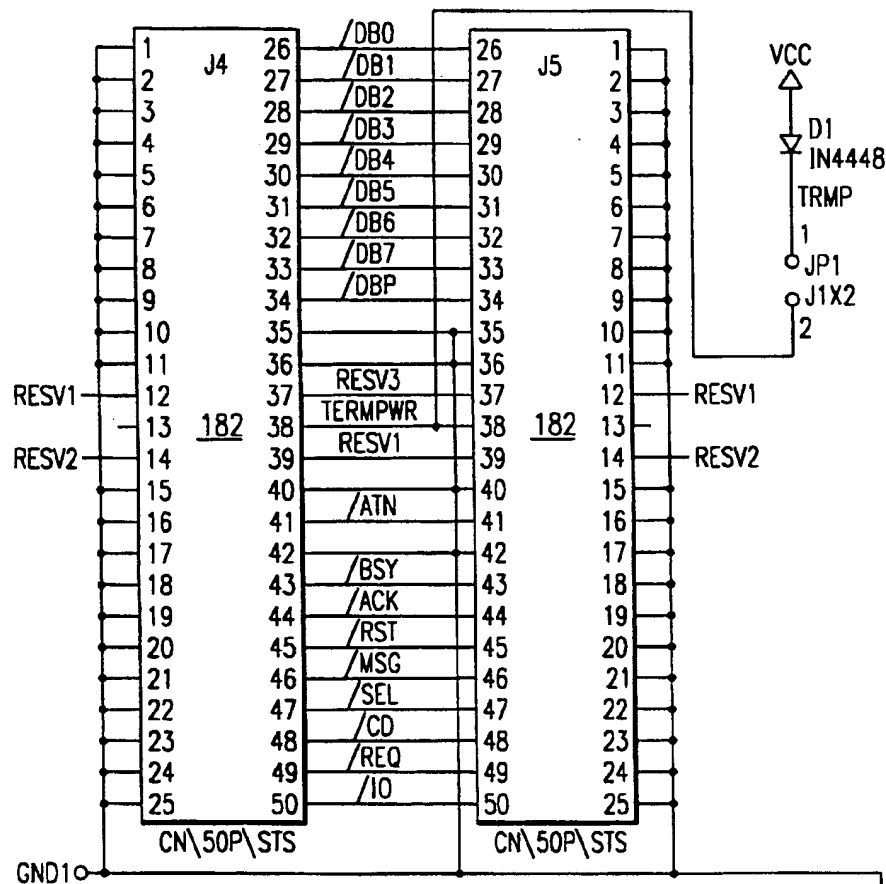 J4
J5
1 26 /DB0 26 1
2 27 /DB1 27 2
3 28 /DB2 28 3
4 29 /DB3 29 4
5 30 /DB4 30 5
6 31 /DB5 31 6
7 32 /DB6 32 7
8 33 /DB7 33 8
9 34 /DBP 34 9
10 35 35 10
11 36 36 11
RESV1 12 37 RESV3 37 12 RESV1
13 182 38 TERMPWR 38 182 13
RESV2 14 39 RESV1 39 14 RESV2
15 40 40 15
16 41 /ATN 41 16
17 42 42 17
18 43 /BSY 43 18
19 44 /ACK 44 19
20 45 /RST 45 20
21 46 /MSG 46 21
22 47 /SEL 47 22
23 48 /CD 48 23
24 49 /REQ 49 24
25 50 /IO 50 25
CN\50P\STS
CN\50P\STS
GND1
VCC
D1
IN4448
TRMP
1
JP1
J1X2
2